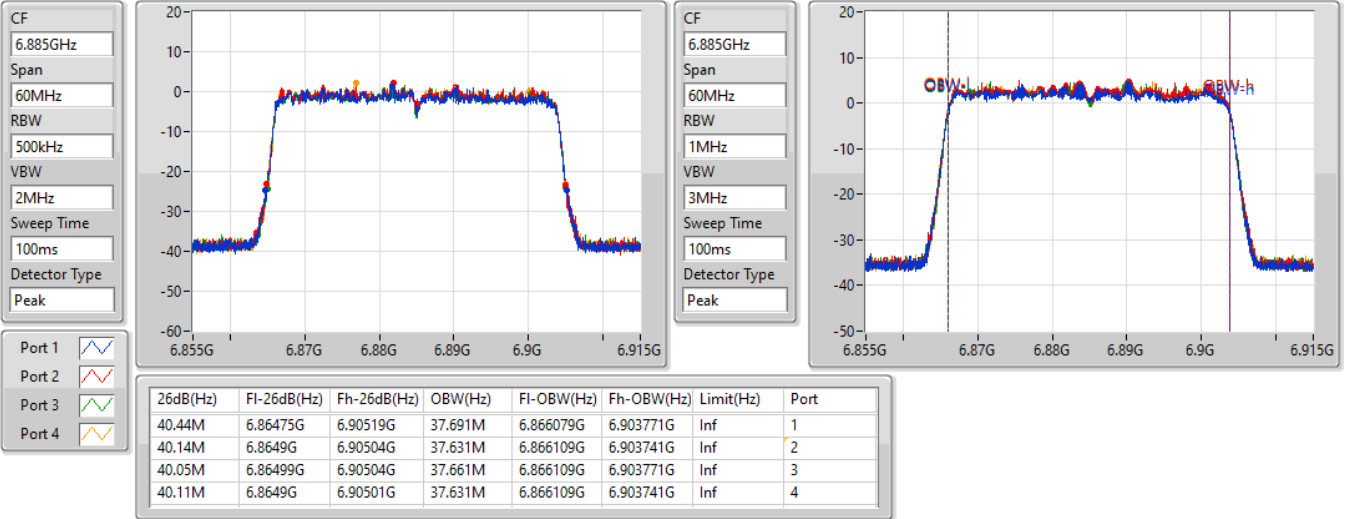 CF
6.885GHz
Span
60MHz
RBW
500kHz
VBW
2MHz
Sweep Time
100ms
Detector Type
Peak
20
10
0
-10
-20
-30
-40
-50
-60
6.855G 6.87G 6.88G 6.89G 6.9G 6.915G
CF
6.885GHz
Span
60MHz
RBW
1MHz
VBW
3MHz
Sweep Time
100ms
Detector Type
Peak
20
10
0
-10
-20
-30
-40
-50
OBW-l
OBW-h
6.855G 6.87G 6.88G 6.89G 6.9G 6.915G
Port 1
Port 2
Port 3
Port 4
26dB(Hz) Fl-26dB(Hz) Fh-26dB(Hz) OBW(Hz) Fl-OBW(Hz) Fh-OBW(Hz) Limit(Hz) Port
40.44M 6.86475G 6.90519G 37.691M 6.866079G 6.903771G Inf 1
40.14M 6.8649G 6.90504G 37.631M 6.866109G 6.903741G Inf 2
40.05M 6.86499G 6.90504G 37.661M 6.866109G 6.903771G Inf 3
40.11M 6.8649G 6.90501G 37.631M 6.866109G 6.903741G Inf 4